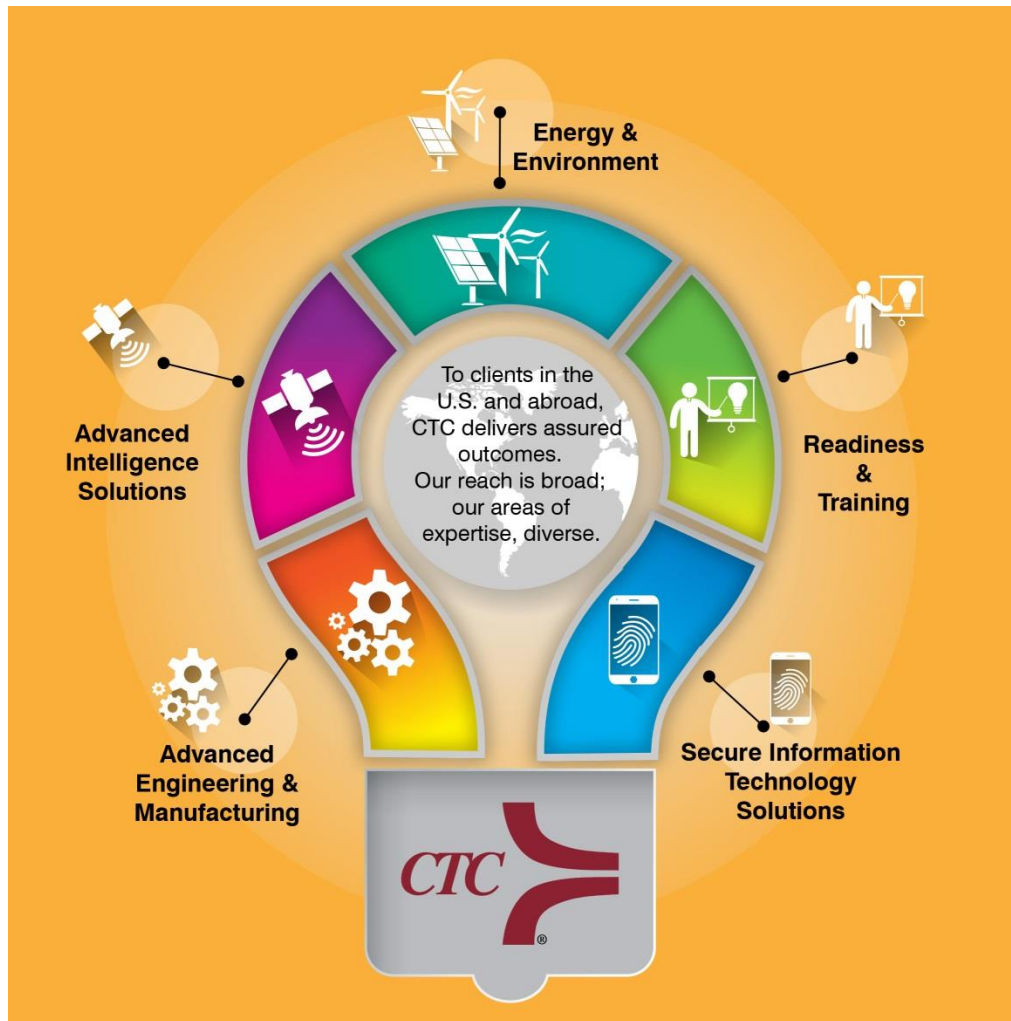 Energy &
Environment
Advanced
Intelligence
Solutions
To clients in the
U.S. and abroad,
CTC delivers assured
outcomes.
Our reach is broad;
our areas of
expertise, diverse.
Readiness
&
Training
Advanced
Engineering &
Manufacturing
Secure Information
Technology
Solutions
CTC
®